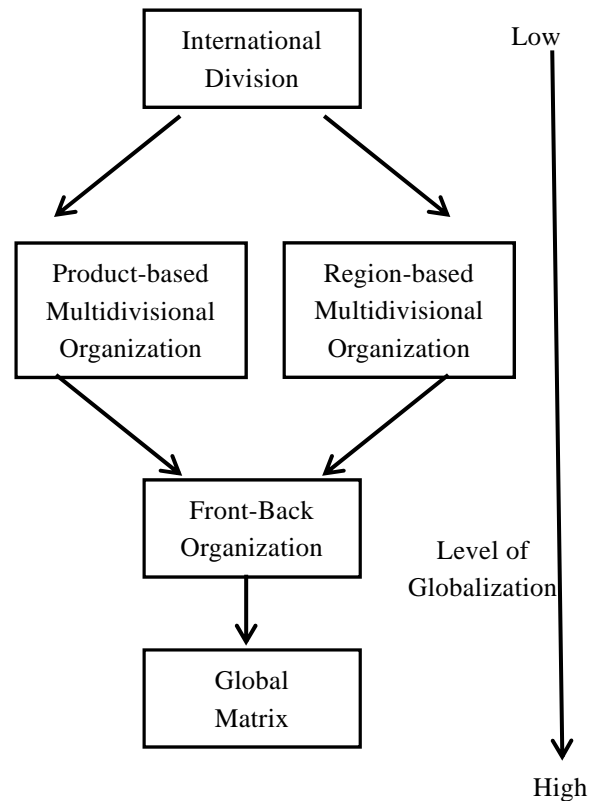 International
Division
Low
Product-based
Multidivisional
Organization
Region-based
Multidivisional
Organization
Front-Back
Organization
Level of
Globalization
Global
Matrix
High